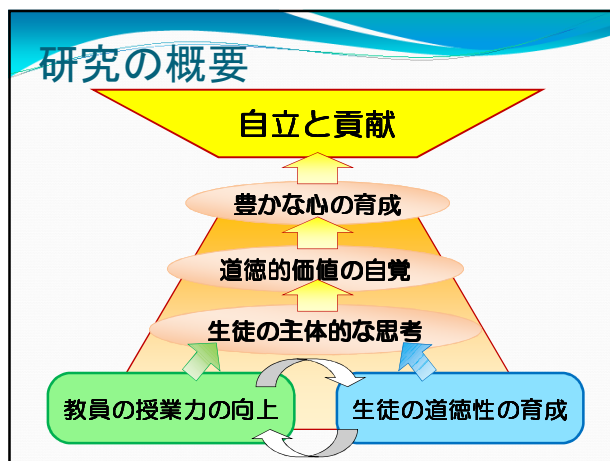 研究の概要
自立と貢献
豊かな心の育成
道徳的価値の自覚
生徒の主体的な思考
教員の授業力の向上
生徒の道徳性の育成